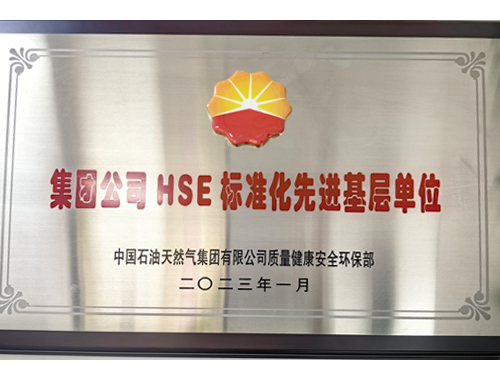 集团公司 HSE 标准化先进基层单位
中国石油天然气集团有限公司质量健康安全环保部
二〇二三年一月